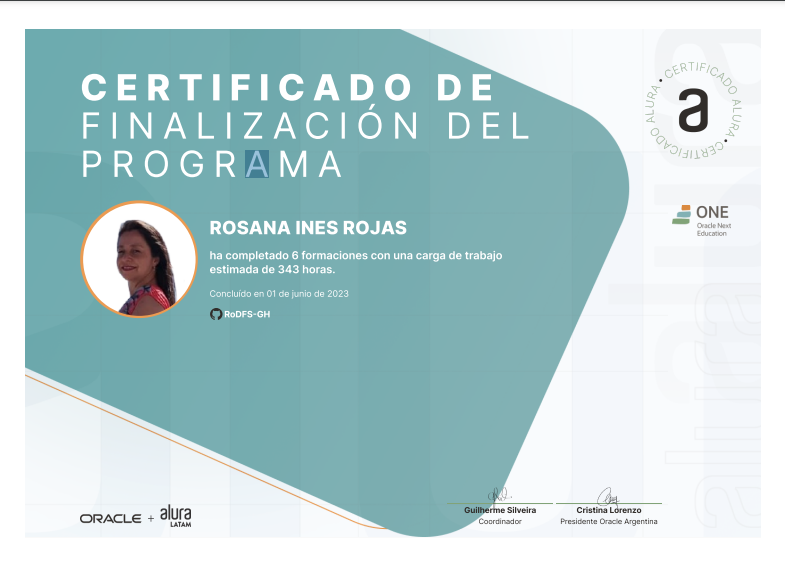 CERTIFICADO DE
FINALIZACIÓN DEL
PROGRAMA
CERTIFICADO ALURA • CERTIFICADO ALURA •
a
ONE
Oracle Next
Education
ROSANA INES ROJAS
ha completado 6 formaciones con una carga de trabajo
estimada de 343 horas.
Concluído en 01 de junio de 2023
RoDFS-GH
alura
ORACLE + alura
LATAM
Guilherme Silveira
Coordinador
Cristina Lorenzo
Presidente Oracle Argentina